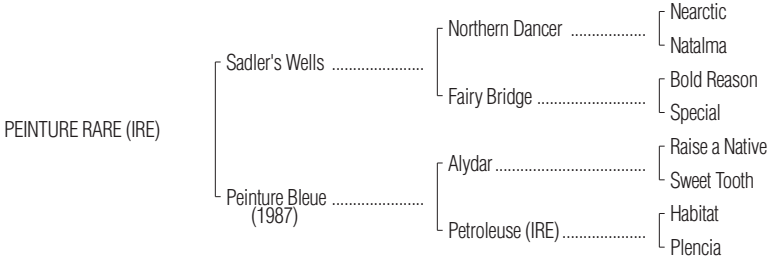 Nearctic
Northern Dancer ....................
Natalma
Sadler's Wells ........................
Bold Reason
Fairy Bridge .............................
Special
PEINTURE RARE (IRE)
Raise a Native
Alydar ........................................
Sweet Tooth
Peinture Bleue ........................
(1987)
Habitat
Petroleuse (IRE) ......................
Plencia